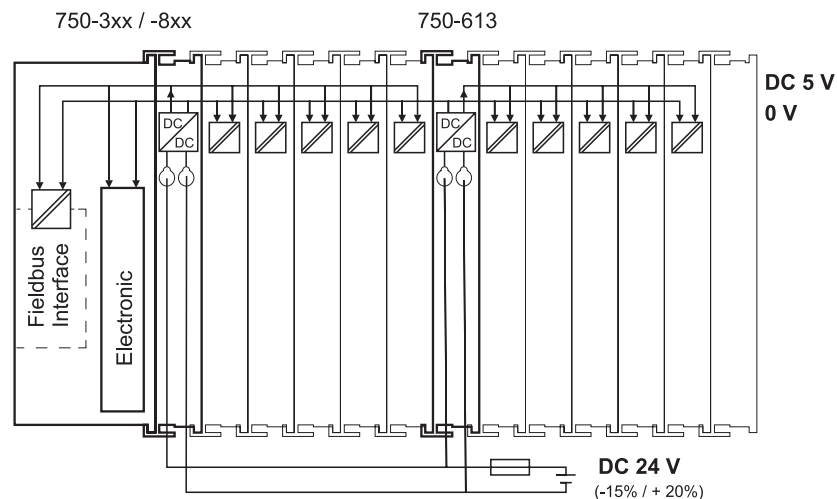 750-3xx / -8xx
750-613
DC 5 V
0 V
DC
DC
DC
DC
Fieldbus
Interface
Electronic
DC 24 V
(-15% / + 20%)